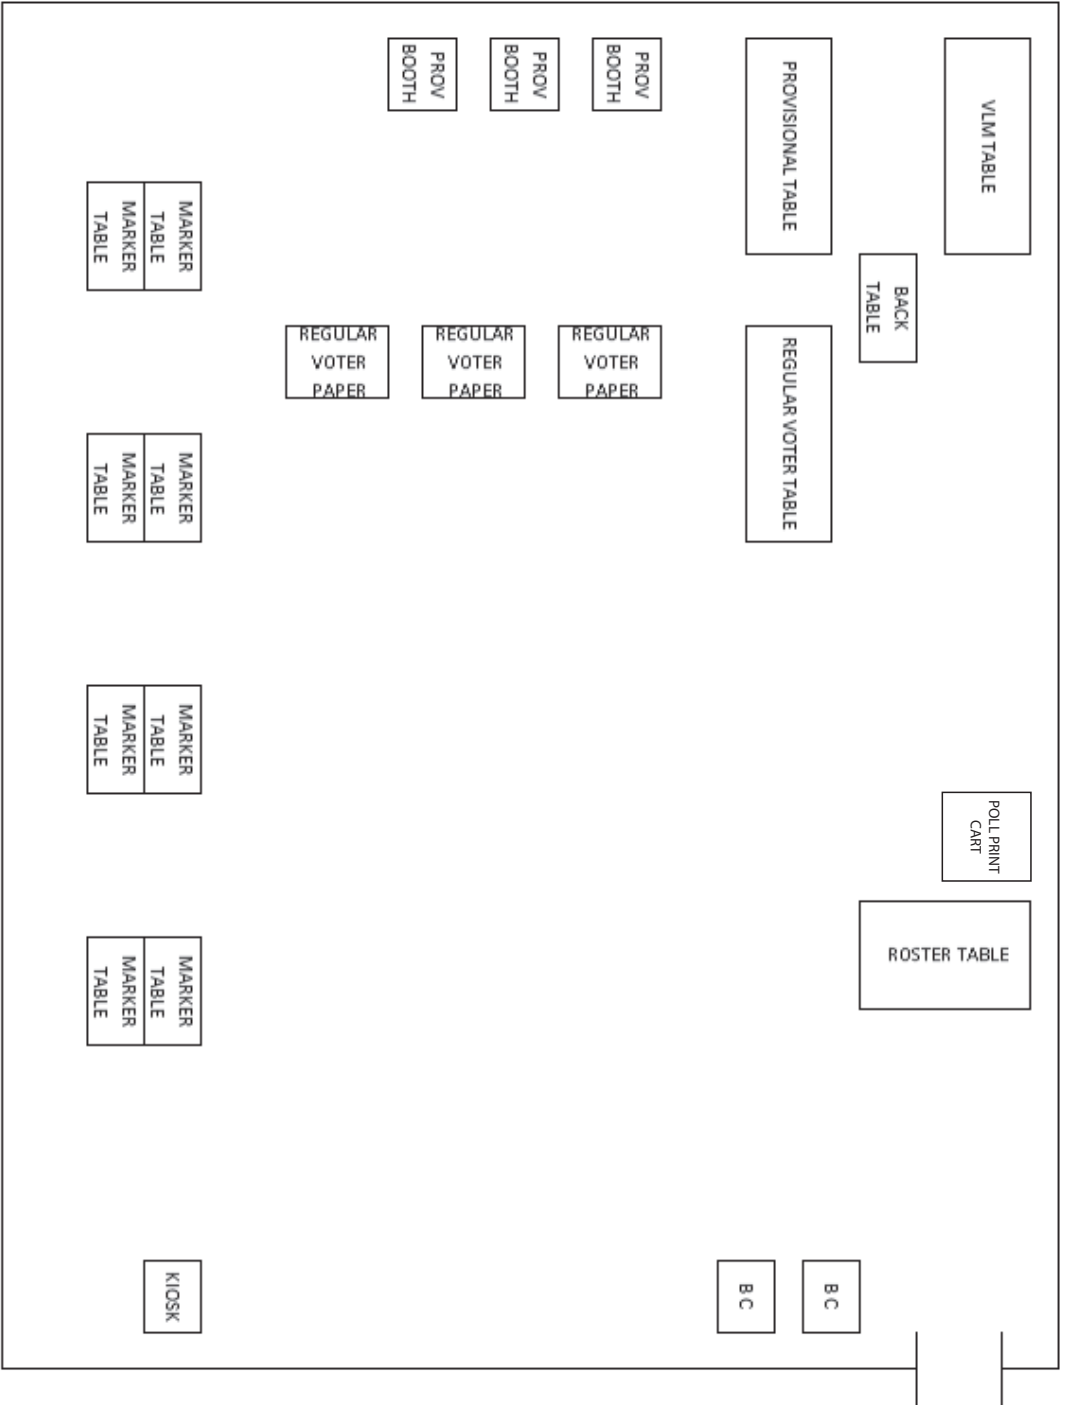 PROV
BOOTH
PROV
BOOTH
PROV
BOOTH
PROVISIONAL TABLE
VLM TABLE
MARKER
TABLE
MARKER
TABLE
BACK
TABLE
REGULAR
VOTER
PAPER
REGULAR
VOTER
PAPER
REGULAR
VOTER
PAPER
REGULAR VOTER TABLE
MARKER
TABLE
MARKER
TABLE
MARKER
TABLE
MARKER
TABLE
POLL PRINT
CART
ROSTER TABLE
MARKER
TABLE
MARKER
TABLE
KIOSK
B C
B C